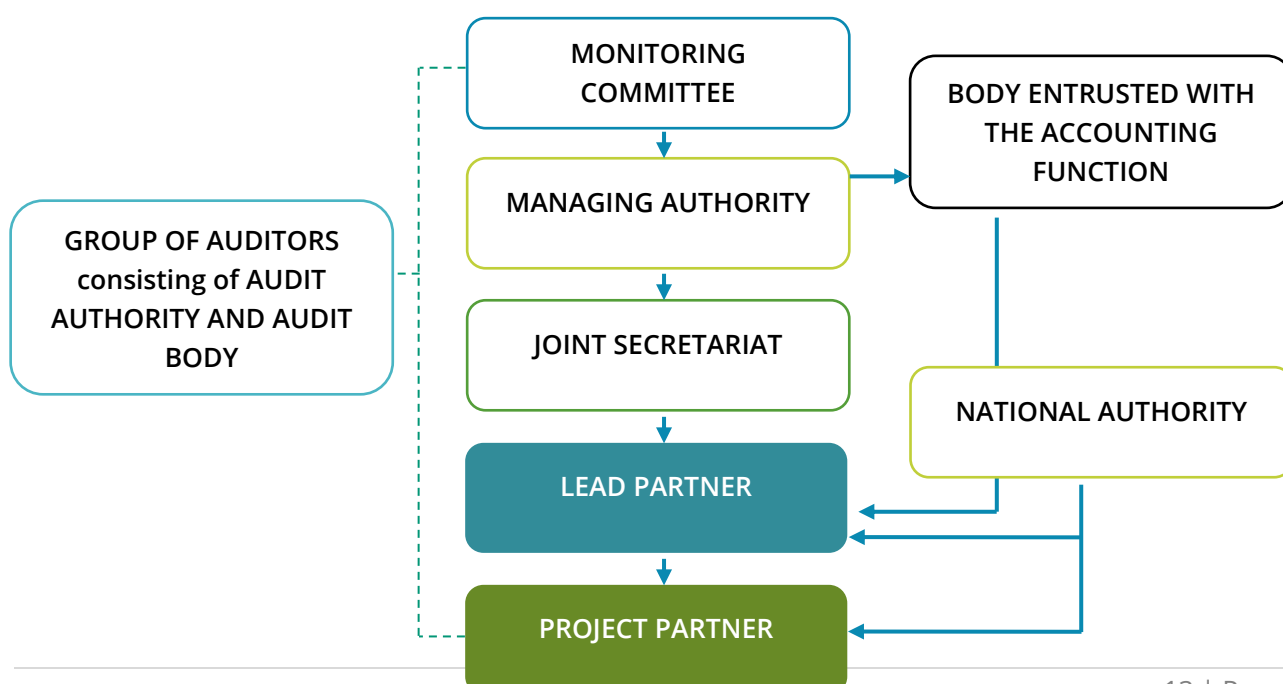 MONITORING
COMMITTEE
BODY ENTRUSTED WITH
THE ACCOUNTING
FUNCTION
MANAGING AUTHORITY
GROUP OF AUDITORS
consisting of AUDIT
AUTHORITY AND AUDIT
BODY
JOINT SECRETARIAT
NATIONAL AUTHORITY
LEAD PARTNER
PROJECT PARTNER